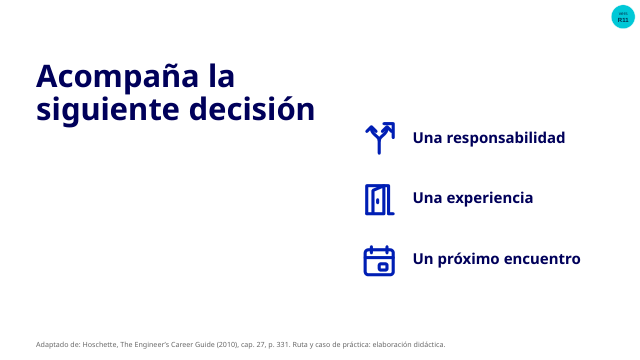 R11
Acompaña la
siguiente decisión
Una responsabilidad
Una experiencia
Un próximo encuentro
Adaptado de: Hoschette, The Engineer's Career Guide (2010), cap. 27, p. 331. Ruta y caso de práctica: elaboración didáctica.